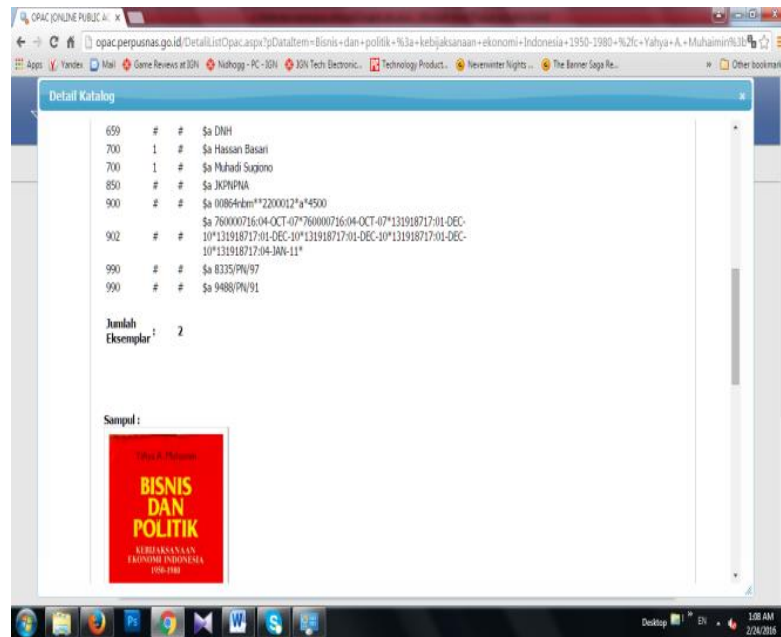 OPAC |ONLINE PUBLIC AC
opac.perpusnas.go.id/DetailListOpac.aspx?pDataItem=Bisnis+dan+politik+%3a+kebijaksanaan+ekonomi+Indonesia+1950-1980+%2fc+Yahya+A.+Muhaimin%3b
Apps Yandex Mail Game Reviews at IGN Nidhogg - PC - IGN IGN Tech Electronic... Technology Product... Neverwinter Nights ... The Banner Saga Re... » Other bookmark
Detail Katalog x
659 # # $a DNH
700 1 # $a Hassan Basari
700 1 # $a Muhadi Sugiono
850 # # $a JKPNPNA
900 # # $a 00864nbm**2200012*a*4500
$a 760000716:04-OCT-07*760000716:04-OCT-07*131918717:01-DEC-
902 # # 10*131918717:01-DEC-10*131918717:01-DEC-10*131918717:01-DEC-
10*131918717:04-JAN-11*
990 # # $a 8335/PN/97
990 # # $a 9488/PN/91
Jumlah
Eksemplar : 2
Sampul :
Yahya A. Muhaimin
BISNIS
DAN
POLITIK
KEBIJAKSANAAN
EKONOMI INDONESIA
1950-1980
Desktop » EN 1:08 AM
2/24/2016